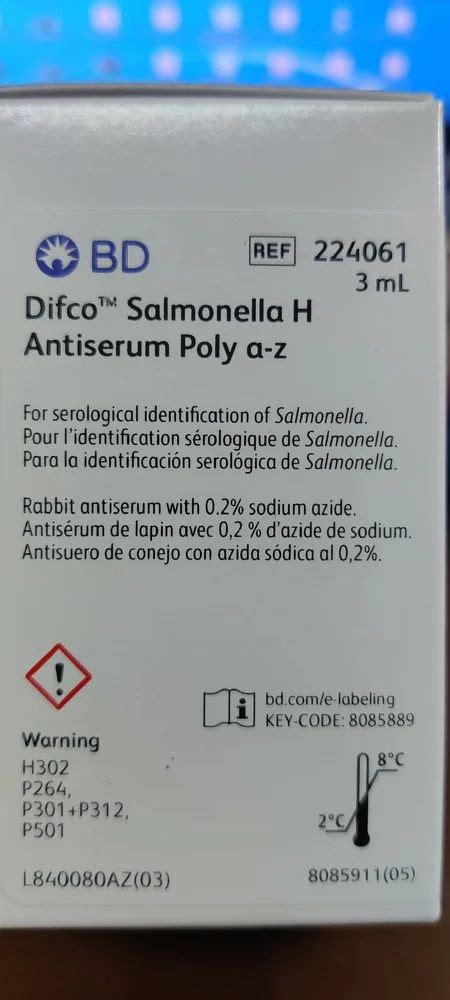 BD
REF 224061
3 mL
Difco™ Salmonella H
Antiserum Poly a-z
For serological identification of Salmonella.
Pour l'identification sérologique de Salmonella.
Para la identificación serológica de Salmonella.
Rabbit antiserum with 0.2% sodium azide.
Antisérum de lapin avec 0,2 % d'azide de sodium.
Antisuero de conejo con azida sódica al 0,2%.
bd.com/e-labeling
KEY-CODE: 8085889
Warning
H302
P264,
P301+P312,
P501
8°C
2°C
L840080AZ(03)
8085911(05)